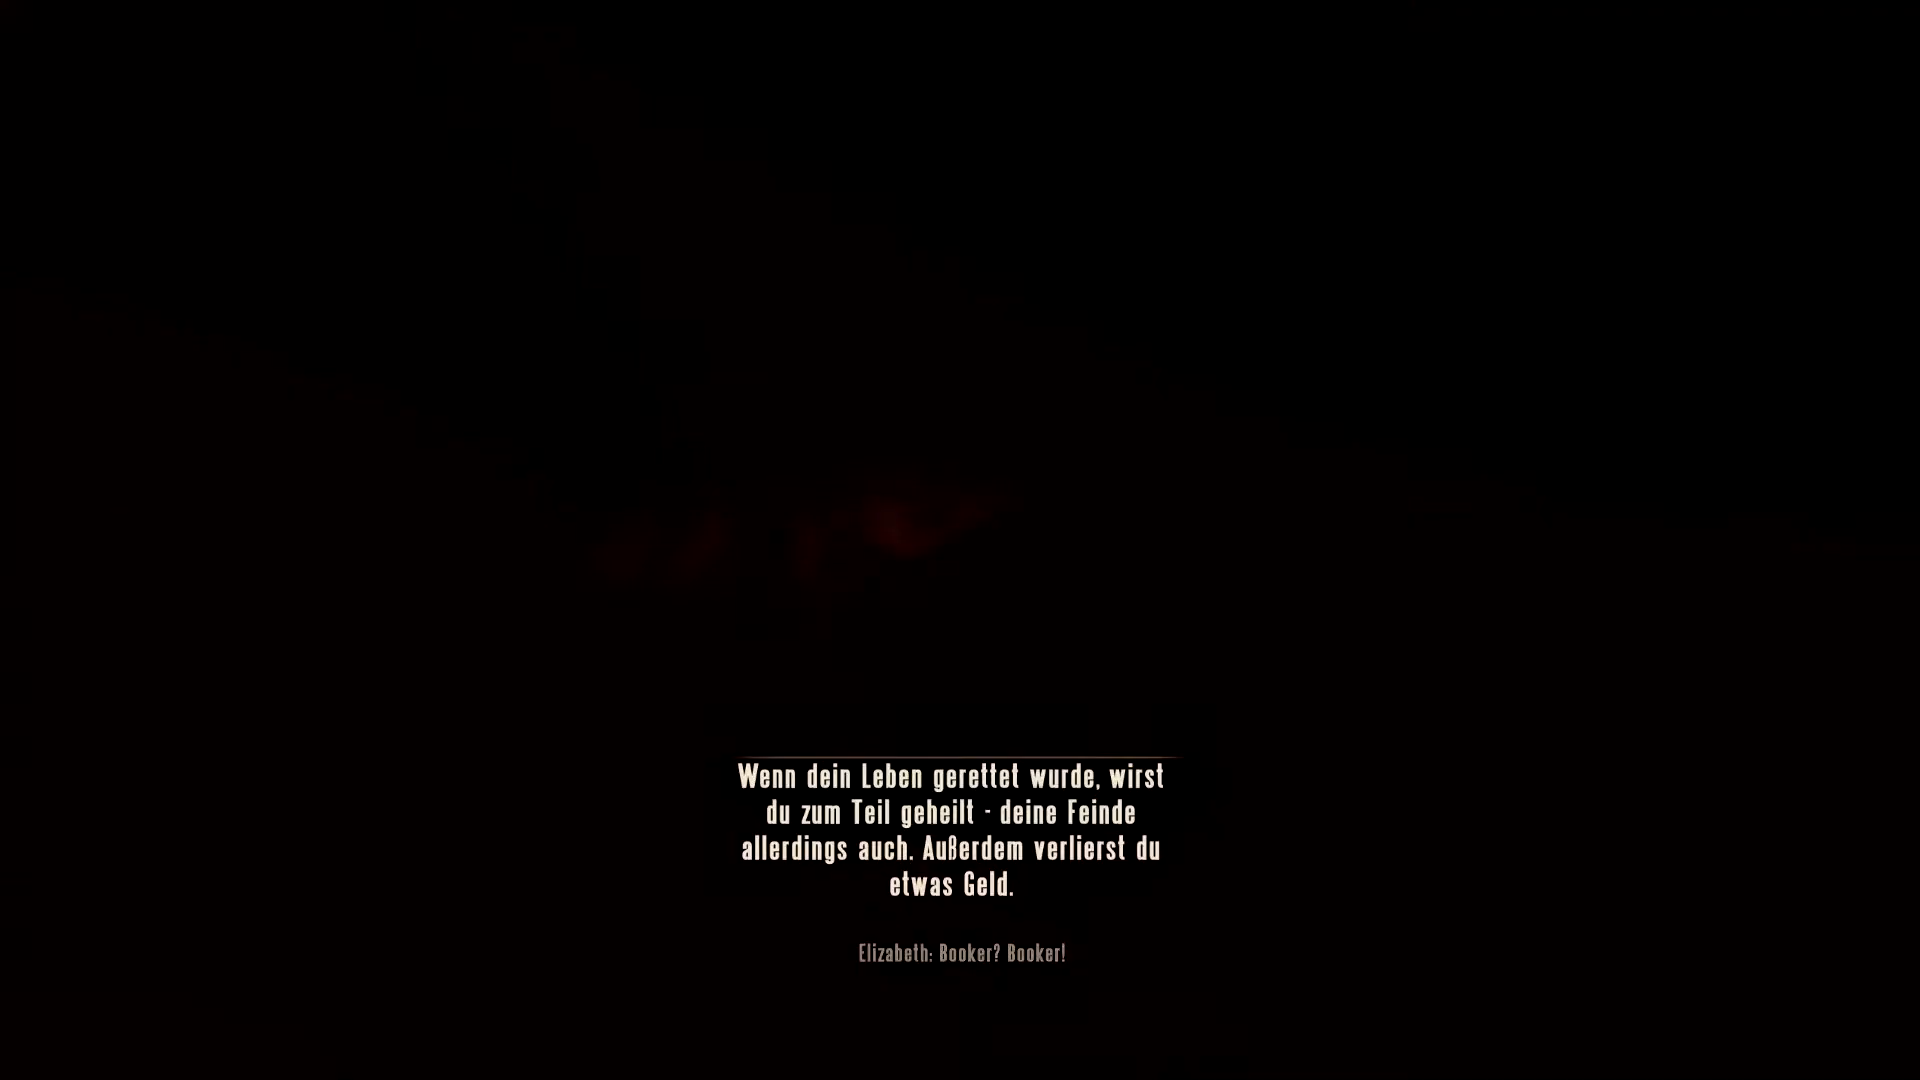 Wenn dein Leben gerettet wurde, wirst
du zum Teil geheilt - deine Feinde
allerdings auch. Außerdem verlierst du
etwas Geld.
Elizabeth: Booker? Booker!